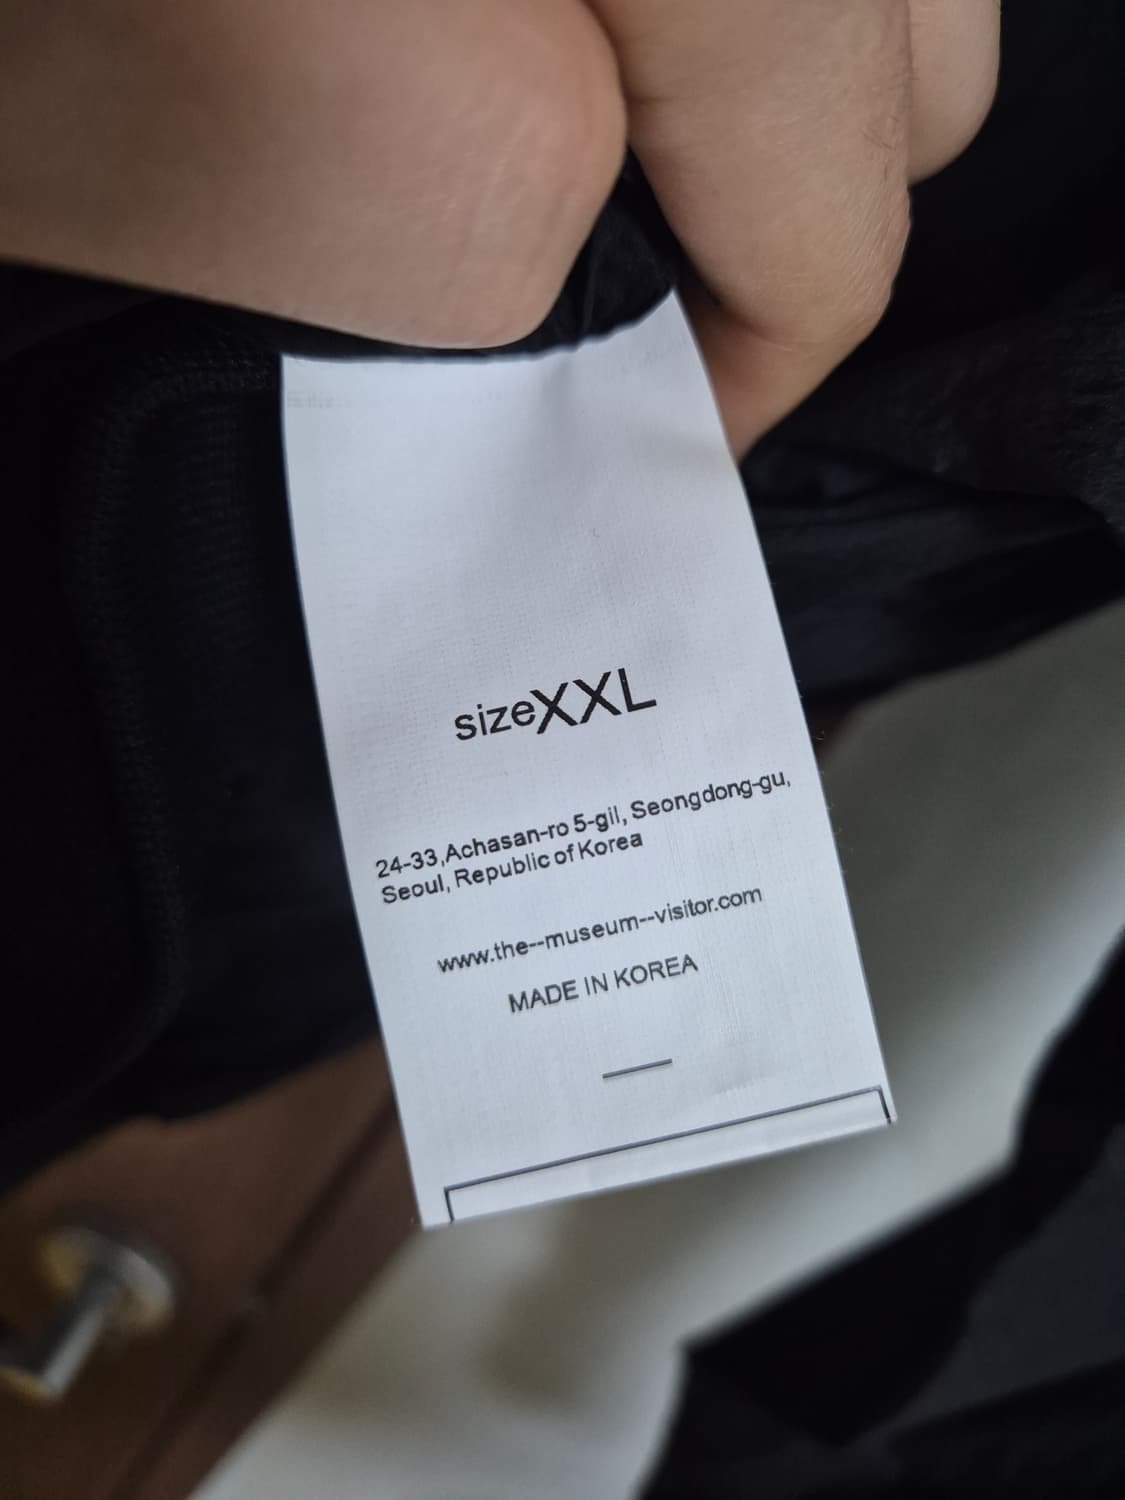 sizeXXL
24-33,Achasan-ro 5-gil, Seongdong-gu,
Seoul, Republic of Korea
www.the--museum--visitor.com
MADE IN KOREA